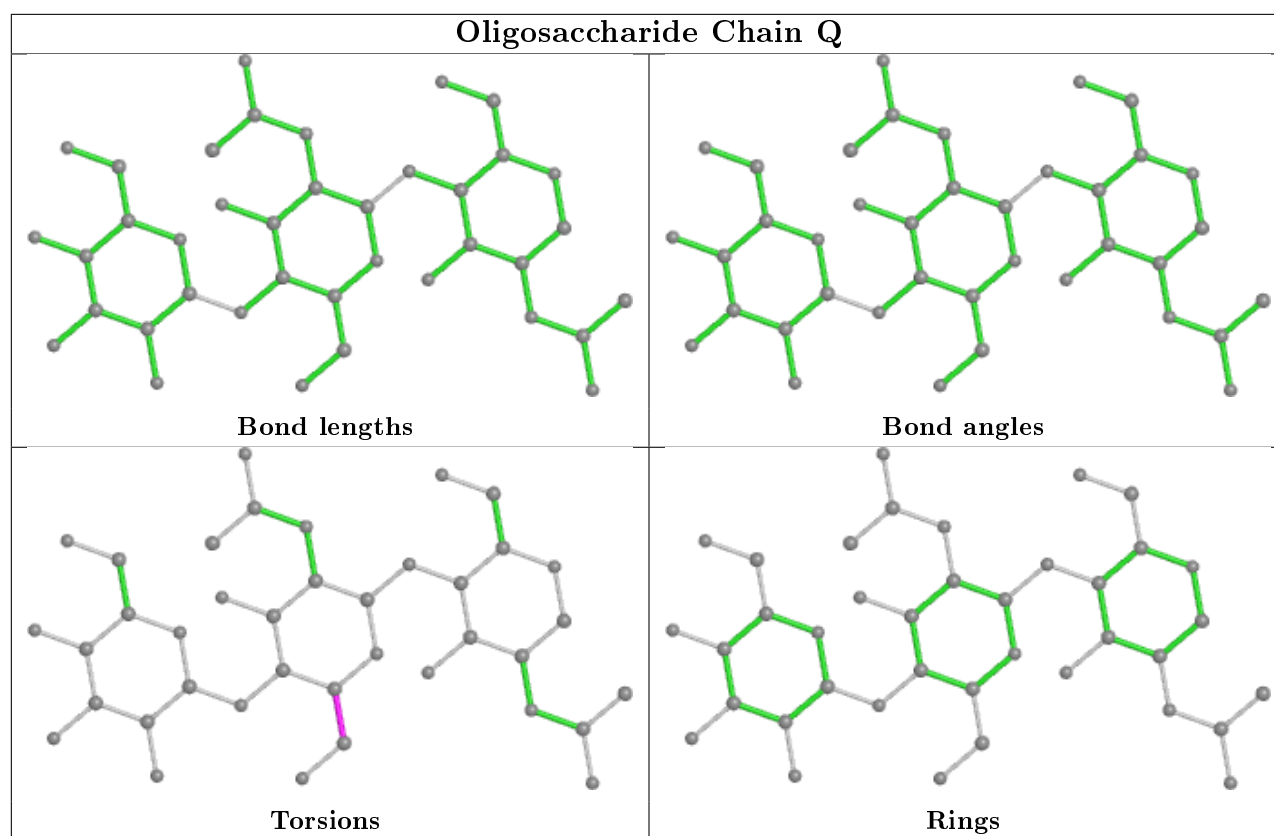 Oligosaccharide Chain Q
Bond lengths
Bond angles
Torsions
Rings